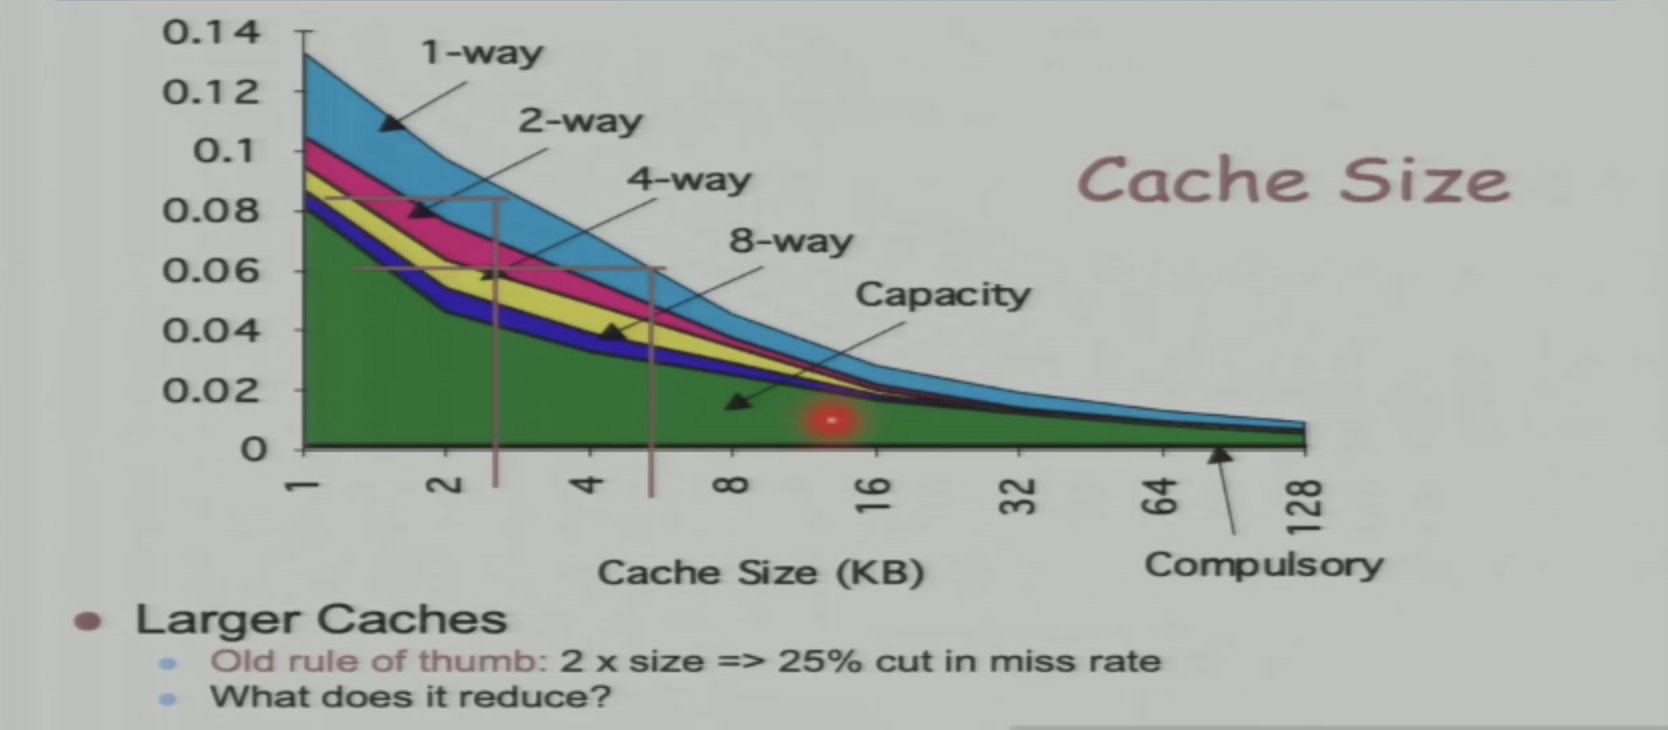 Cache Size
0.14
0.12
0.1
0.08
0.06
0.04
0.02
0
1-way
2-way
4-way
8-way
Capacity
1
2
4
8
16
32
64
128
Cache Size (KB)
Compulsory
Larger Caches
Old rule of thumb: 2 x size => 25% cut in miss rate
What does it reduce?